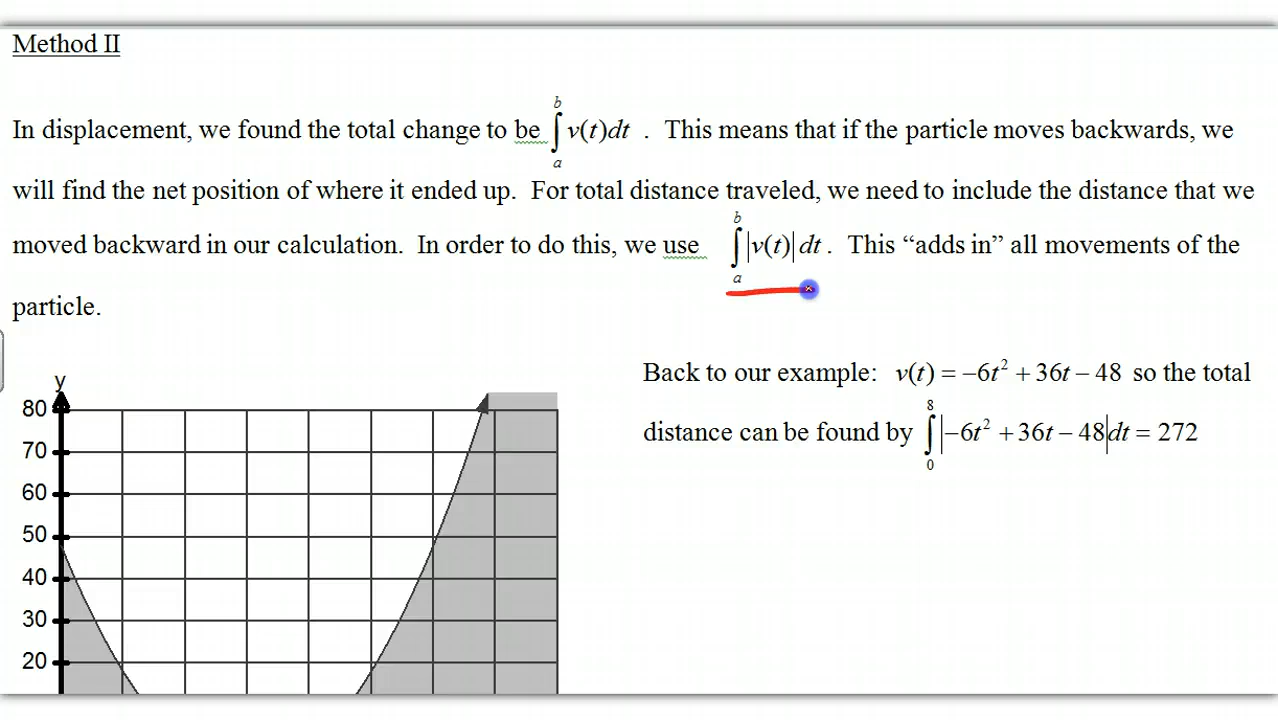 Method II
In displacement, we found the total change to be ∫_a^b v(t)dt . This means that if the particle moves backwards, we
will find the net position of where it ended up. For total distance traveled, we need to include the distance that we
moved backward in our calculation. In order to do this, we use ∫_a^b |v(t)| dt . This “adds in” all movements of the
particle.
Back to our example: v(t) = −6t² + 36t − 48 so the total
distance can be found by ∫_0^8 |−6t² + 36t − 48|dt = 272
y
80
70
60
50
40
30
20